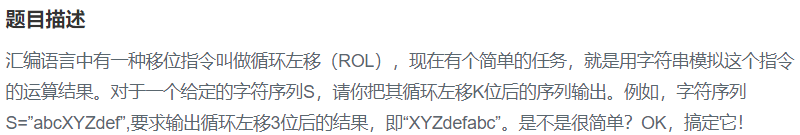 题目描述
汇编语言中有一种移位指令叫做循环左移（ROL），现在有个简单的任务，就是用字符串模拟这个指令
的运算结果。对于一个给定的字符序列S，请你把其循环左移K位后的序列输出。例如，字符序列
S=”abcXYZdef”,要求输出循环左移3位后的结果，即“XYZdefabc”。是不是很简单？OK，搞定它！